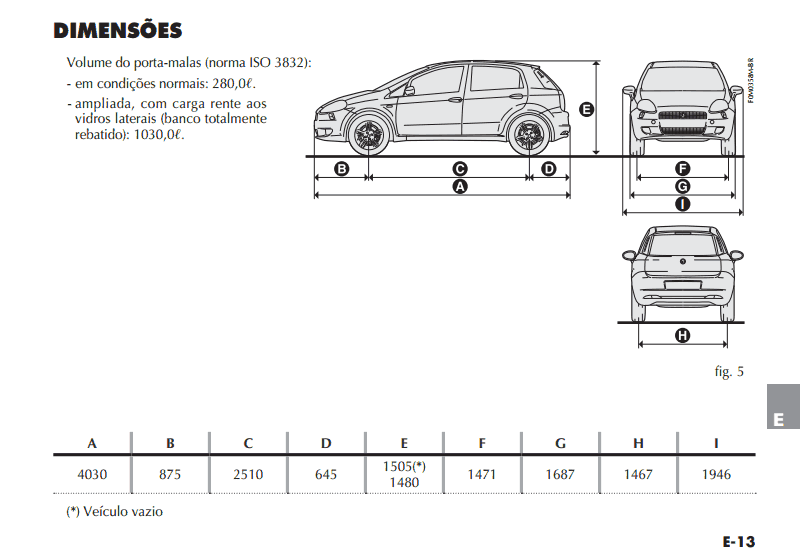 DIMENSÕES
Volume do porta-malas (norma ISO 3832):
- em condições normais: 280,0ℓ.
- ampliada, com carga rente aos
vidros laterais (banco totalmente
rebatido): 1030,0ℓ.
E
B
C
D
A
F0N0358M-BR
F
G
I
H
fig. 5
E
A B C D E F G H I
4030 875 2510 645 1505(*) 1471 1687 1467 1946
1480
(*) Veículo vazio
E-13